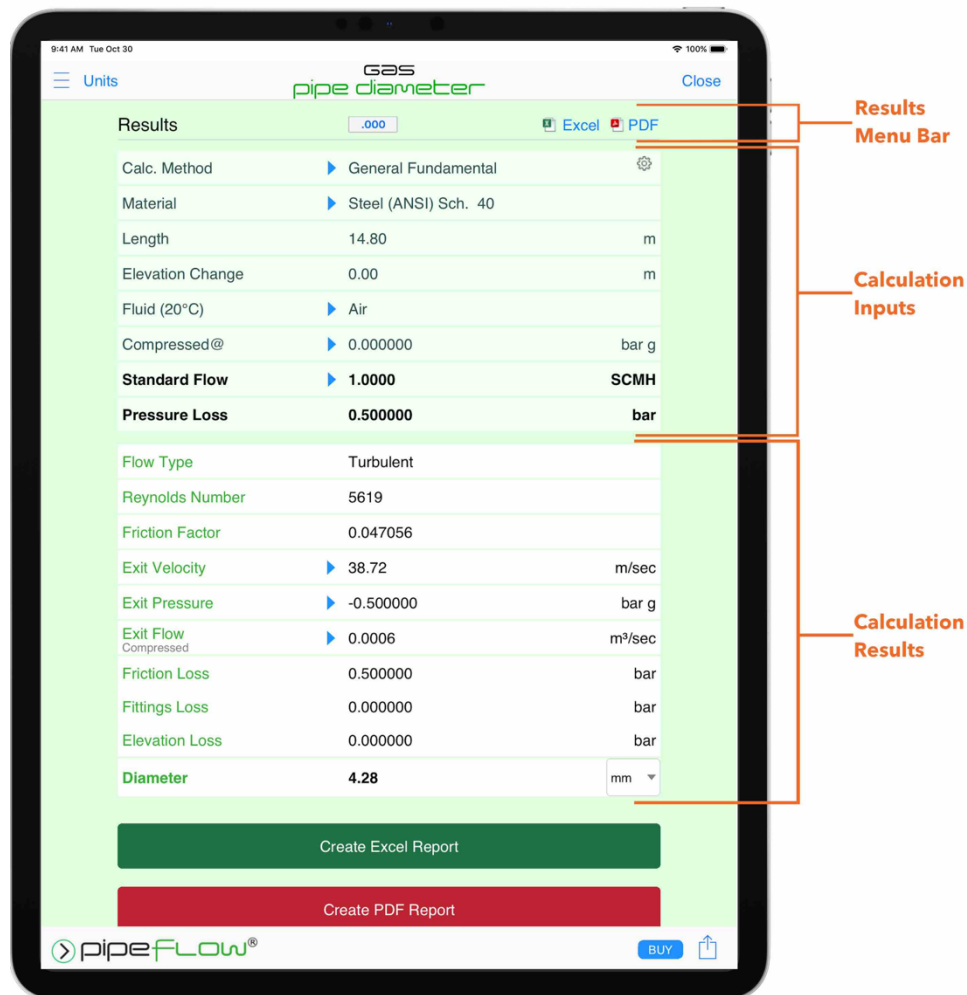 9:41 AM Tue Oct 30 100%
Units Gas Close
pipe diameter
Results .000 Excel PDF
Results
Menu Bar
Calc. Method General Fundamental
Material Steel (ANSI) Sch. 40
Length 14.80 m
Elevation Change 0.00 m
Calculation
Inputs
Fluid (20°C) Air
Compressed@ 0.000000 bar g
Standard Flow 1.0000 SCMH
Pressure Loss 0.500000 bar
Flow Type Turbulent
Reynolds Number 5619
Friction Factor 0.047056
Exit Velocity 38.72 m/sec
Exit Pressure -0.500000 bar g
Exit Flow 0.0006 m³/sec
Compressed
Calculation
Results
Friction Loss 0.500000 bar
Fittings Loss 0.000000 bar
Elevation Loss 0.000000 bar
Diameter 4.28 mm
Create Excel Report
Create PDF Report
pipeFLOW® BUY